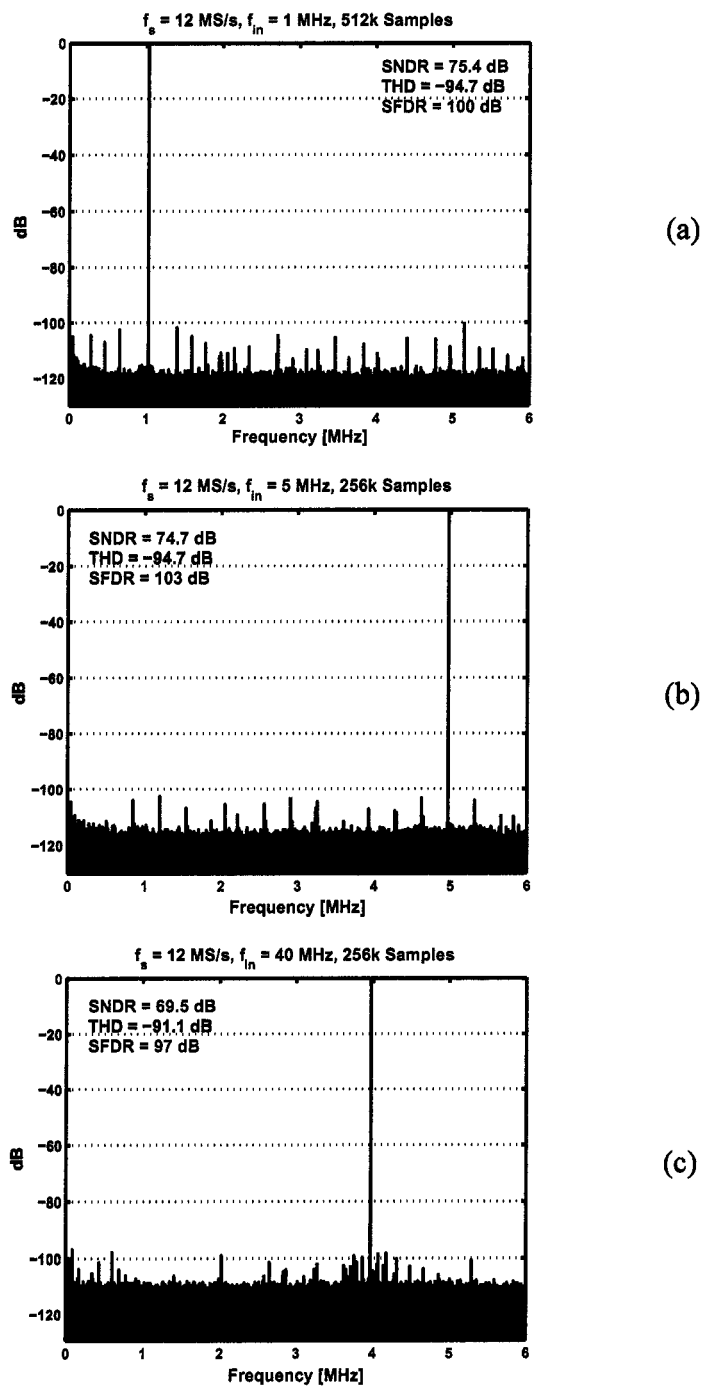 f_s = 12 MS/s, f_in = 1 MHz, 512k Samples
SNDR = 75.4 dB
THD = −94.7 dB
SFDR = 100 dB
0
−20
−40
−60
−80
−100
−120
dB
0 1 2 3 4 5 6
Frequency [MHz]
(a)
f_s = 12 MS/s, f_in = 5 MHz, 256k Samples
SNDR = 74.7 dB
THD = −94.7 dB
SFDR = 103 dB
0
−20
−40
−60
−80
−100
−120
dB
0 1 2 3 4 5 6
Frequency [MHz]
(b)
f_s = 12 MS/s, f_in = 40 MHz, 256k Samples
SNDR = 69.5 dB
THD = −91.1 dB
SFDR = 97 dB
0
−20
−40
−60
−80
−100
−120
dB
0 1 2 3 4 5 6
Frequency [MHz]
(c)